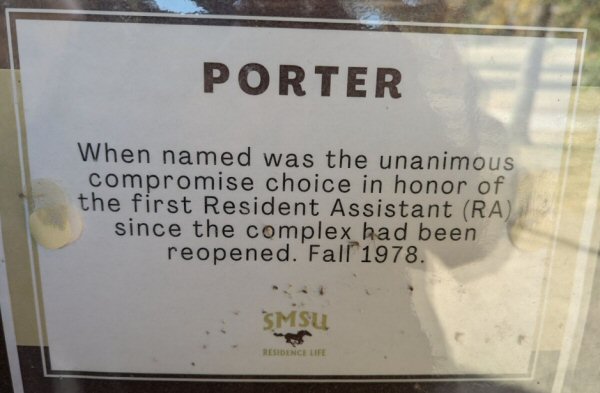 PORTER
When named was the unanimous
compromise choice in honor of
the first Resident Assistant (RA)
since the complex had been
reopened. Fall 1978.
SMSU
RESIDENCE LIFE